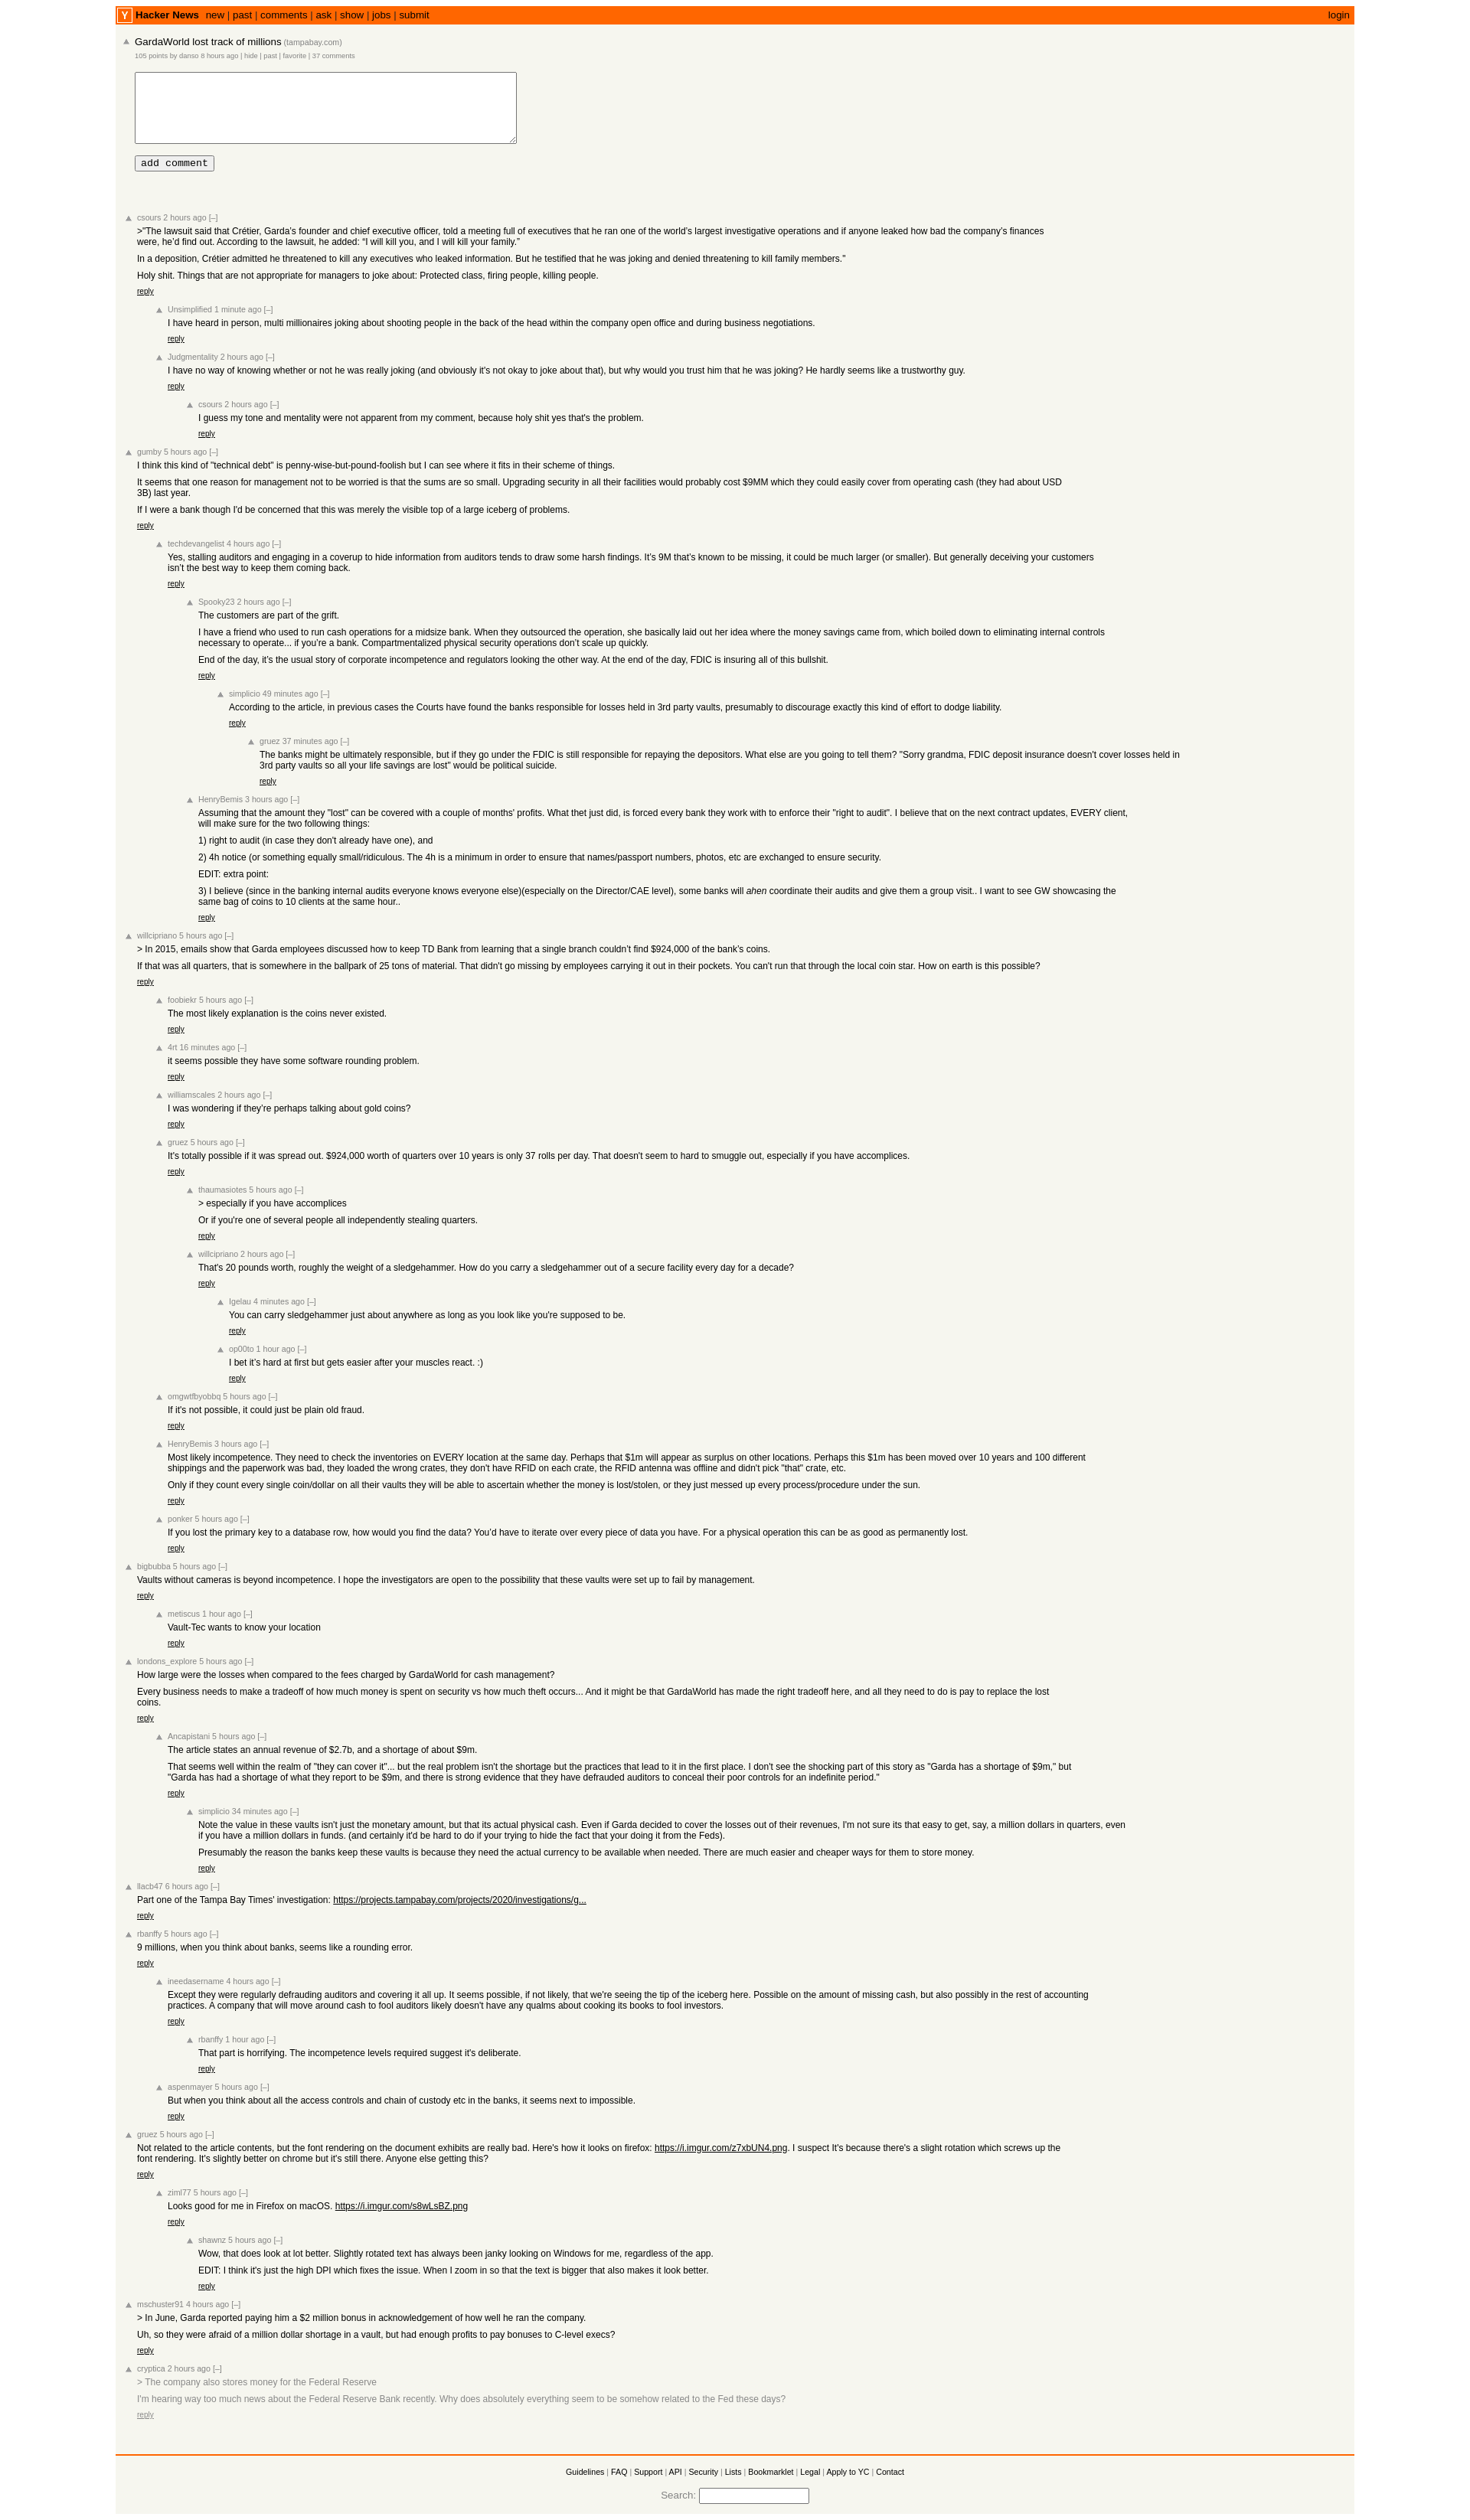 Y Hacker News new | past | comments | ask | show | jobs | submit login
GardaWorld lost track of millions (tampabay.com)
105 points by danso 8 hours ago | hide | past | favorite | 37 comments
add comment
csours 2 hours ago [–]
>"The lawsuit said that Crétier, Garda's founder and chief executive officer, told a meeting full of executives that he ran one of the world's largest investigative operations and if anyone leaked how bad the company's finances
were, he'd find out. According to the lawsuit, he added: “I will kill you, and I will kill your family.”
In a deposition, Crétier admitted he threatened to kill any executives who leaked information. But he testified that he was joking and denied threatening to kill family members."
Holy shit. Things that are not appropriate for managers to joke about: Protected class, firing people, killing people.
reply
Unsimplified 1 minute ago [–]
I have heard in person, multi millionaires joking about shooting people in the back of the head within the company open office and during business negotiations.
reply
Judgmentality 2 hours ago [–]
I have no way of knowing whether or not he was really joking (and obviously it's not okay to joke about that), but why would you trust him that he was joking? He hardly seems like a trustworthy guy.
reply
csours 2 hours ago [–]
I guess my tone and mentality were not apparent from my comment, because holy shit yes that's the problem.
reply
gumby 5 hours ago [–]
I think this kind of "technical debt" is penny-wise-but-pound-foolish but I can see where it fits in their scheme of things.
It seems that one reason for management not to be worried is that the sums are so small. Upgrading security in all their facilities would probably cost $9MM which they could easily cover from operating cash (they had about USD
3B) last year.
If I were a bank though I'd be concerned that this was merely the visible top of a large iceberg of problems.
reply
techdevangelist 4 hours ago [–]
Yes, stalling auditors and engaging in a coverup to hide information from auditors tends to draw some harsh findings. It's 9M that's known to be missing, it could be much larger (or smaller). But generally deceiving your customers
isn't the best way to keep them coming back.
reply
Spooky23 2 hours ago [–]
The customers are part of the grift.
I have a friend who used to run cash operations for a midsize bank. When they outsourced the operation, she basically laid out her idea where the money savings came from, which boiled down to eliminating internal controls
necessary to operate... if you're a bank. Compartmentalized physical security operations don't scale up quickly.
End of the day, it's the usual story of corporate incompetence and regulators looking the other way. At the end of the day, FDIC is insuring all of this bullshit.
reply
simplicio 49 minutes ago [–]
According to the article, in previous cases the Courts have found the banks responsible for losses held in 3rd party vaults, presumably to discourage exactly this kind of effort to dodge liability.
reply
gruez 37 minutes ago [–]
The banks might be ultimately responsible, but if they go under the FDIC is still responsible for repaying the depositors. What else are you going to tell them? "Sorry grandma, FDIC deposit insurance doesn't cover losses held in
3rd party vaults so all your life savings are lost" would be political suicide.
reply
HenryBemis 3 hours ago [–]
Assuming that the amount they "lost" can be covered with a couple of months' profits. What thet just did, is forced every bank they work with to enforce their "right to audit". I believe that on the next contract updates, EVERY client,
will make sure for the two following things:
1) right to audit (in case they don't already have one), and
2) 4h notice (or something equally small/ridiculous. The 4h is a minimum in order to ensure that names/passport numbers, photos, etc are exchanged to ensure security.
EDIT: extra point:
3) I believe (since in the banking internal audits everyone knows everyone else)(especially on the Director/CAE level), some banks will ahen coordinate their audits and give them a group visit.. I want to see GW showcasing the
same bag of coins to 10 clients at the same hour..
reply
willcipriano 5 hours ago [–]
> In 2015, emails show that Garda employees discussed how to keep TD Bank from learning that a single branch couldn't find $924,000 of the bank's coins.
If that was all quarters, that is somewhere in the ballpark of 25 tons of material. That didn't go missing by employees carrying it out in their pockets. You can't run that through the local coin star. How on earth is this possible?
reply
foobiekr 5 hours ago [–]
The most likely explanation is the coins never existed.
reply
4rt 16 minutes ago [–]
it seems possible they have some software rounding problem.
reply
williamscales 2 hours ago [–]
I was wondering if they're perhaps talking about gold coins?
reply
gruez 5 hours ago [–]
It's totally possible if it was spread out. $924,000 worth of quarters over 10 years is only 37 rolls per day. That doesn't seem to hard to smuggle out, especially if you have accomplices.
reply
thaumasiotes 5 hours ago [–]
> especially if you have accomplices
Or if you're one of several people all independently stealing quarters.
reply
willcipriano 2 hours ago [–]
That's 20 pounds worth, roughly the weight of a sledgehammer. How do you carry a sledgehammer out of a secure facility every day for a decade?
reply
Igelau 4 minutes ago [–]
You can carry sledgehammer just about anywhere as long as you look like you're supposed to be.
reply
op00to 1 hour ago [–]
I bet it's hard at first but gets easier after your muscles react. :)
reply
omgwtfbyobbq 5 hours ago [–]
If it's not possible, it could just be plain old fraud.
reply
HenryBemis 3 hours ago [–]
Most likely incompetence. They need to check the inventories on EVERY location at the same day. Perhaps that $1m will appear as surplus on other locations. Perhaps this $1m has been moved over 10 years and 100 different
shippings and the paperwork was bad, they loaded the wrong crates, they don't have RFID on each crate, the RFID antenna was offline and didn't pick "that" crate, etc.
Only if they count every single coin/dollar on all their vaults they will be able to ascertain whether the money is lost/stolen, or they just messed up every process/procedure under the sun.
reply
ponker 5 hours ago [–]
If you lost the primary key to a database row, how would you find the data? You'd have to iterate over every piece of data you have. For a physical operation this can be as good as permanently lost.
reply
bigbubba 5 hours ago [–]
Vaults without cameras is beyond incompetence. I hope the investigators are open to the possibility that these vaults were set up to fail by management.
reply
metiscus 1 hour ago [–]
Vault-Tec wants to know your location
reply
londons_explore 5 hours ago [–]
How large were the losses when compared to the fees charged by GardaWorld for cash management?
Every business needs to make a tradeoff of how much money is spent on security vs how much theft occurs... And it might be that GardaWorld has made the right tradeoff here, and all they need to do is pay to replace the lost
coins.
reply
Ancapistani 5 hours ago [–]
The article states an annual revenue of $2.7b, and a shortage of about $9m.
That seems well within the realm of "they can cover it"... but the real problem isn't the shortage but the practices that lead to it in the first place. I don't see the shocking part of this story as "Garda has a shortage of $9m," but
"Garda has had a shortage of what they report to be $9m, and there is strong evidence that they have defrauded auditors to conceal their poor controls for an indefinite period."
reply
simplicio 34 minutes ago [–]
Note the value in these vaults isn't just the monetary amount, but that its actual physical cash. Even if Garda decided to cover the losses out of their revenues, I'm not sure its that easy to get, say, a million dollars in quarters, even
if you have a million dollars in funds. (and certainly it'd be hard to do if your trying to hide the fact that your doing it from the Feds).
Presumably the reason the banks keep these vaults is because they need the actual currency to be available when needed. There are much easier and cheaper ways for them to store money.
reply
llacb47 6 hours ago [–]
Part one of the Tampa Bay Times' investigation: https://projects.tampabay.com/projects/2020/investigations/g...
reply
rbanffy 5 hours ago [–]
9 millions, when you think about banks, seems like a rounding error.
reply
ineedasername 4 hours ago [–]
Except they were regularly defrauding auditors and covering it all up. It seems possible, if not likely, that we're seeing the tip of the iceberg here. Possible on the amount of missing cash, but also possibly in the rest of accounting
practices. A company that will move around cash to fool auditors likely doesn't have any qualms about cooking its books to fool investors.
reply
rbanffy 1 hour ago [–]
That part is horrifying. The incompetence levels required suggest it's deliberate.
reply
aspenmayer 5 hours ago [–]
But when you think about all the access controls and chain of custody etc in the banks, it seems next to impossible.
reply
gruez 5 hours ago [–]
Not related to the article contents, but the font rendering on the document exhibits are really bad. Here's how it looks on firefox: https://i.imgur.com/z7xbUN4.png. I suspect It's because there's a slight rotation which screws up the
font rendering. It's slightly better on chrome but it's still there. Anyone else getting this?
reply
ziml77 5 hours ago [–]
Looks good for me in Firefox on macOS. https://i.imgur.com/s8wLsBZ.png
reply
shawnz 5 hours ago [–]
Wow, that does look at lot better. Slightly rotated text has always been janky looking on Windows for me, regardless of the app.
EDIT: I think it's just the high DPI which fixes the issue. When I zoom in so that the text is bigger that also makes it look better.
reply
mschuster91 4 hours ago [–]
> In June, Garda reported paying him a $2 million bonus in acknowledgement of how well he ran the company.
Uh, so they were afraid of a million dollar shortage in a vault, but had enough profits to pay bonuses to C-level execs?
reply
cryptica 2 hours ago [–]
> The company also stores money for the Federal Reserve
I'm hearing way too much news about the Federal Reserve Bank recently. Why does absolutely everything seem to be somehow related to the Fed these days?
reply
Guidelines | FAQ | Support | API | Security | Lists | Bookmarklet | Legal | Apply to YC | Contact
Search: